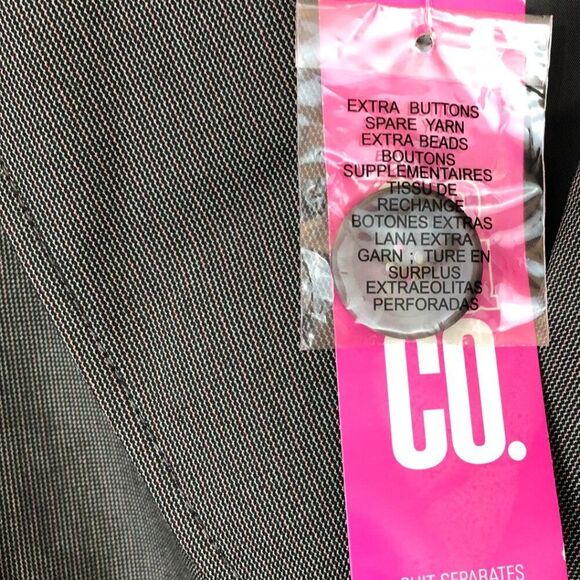 EXTRA BUTTONS
SPARE YARN
EXTRA BEADS
BOUTONS
SUPPLEMENTAIRES
TISSU DE
RECHANGE
BOTONES EXTRAS
LANA EXTRA
GARN ; TURE EN
SURPLUS
EXTRAEOLITAS
PERFORADAS
CO.
SUIT SEPARATES